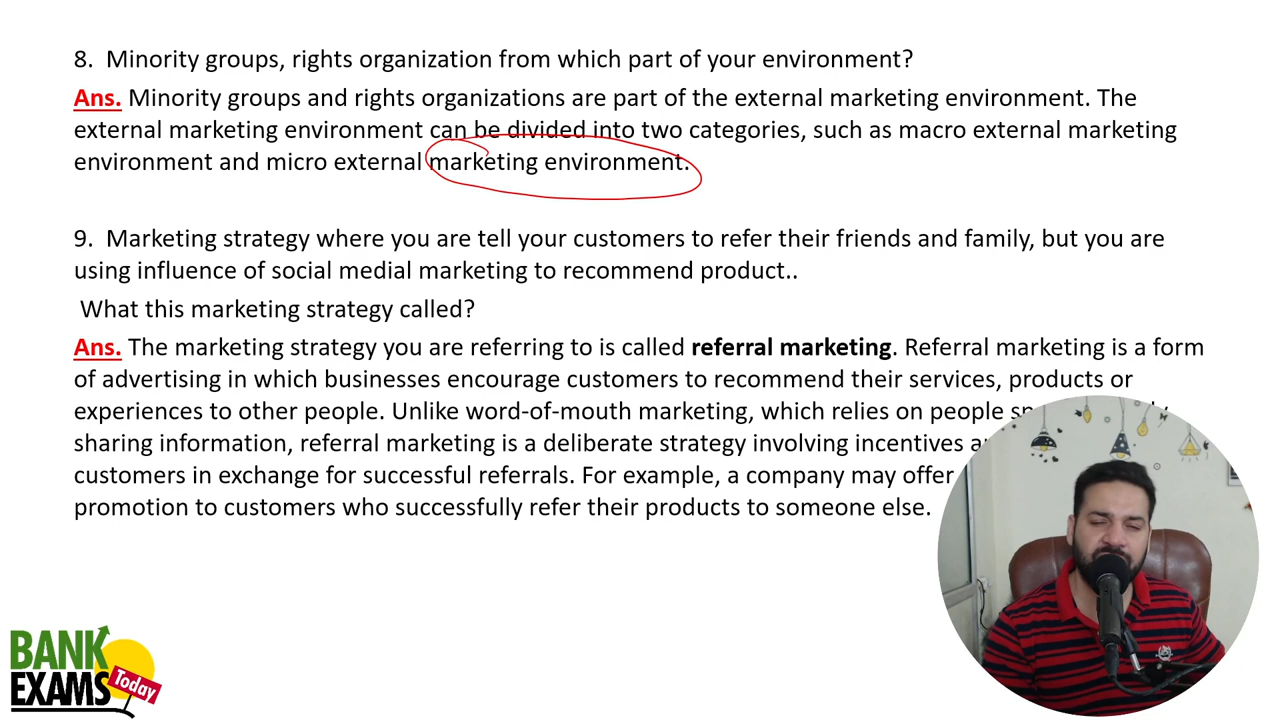 8. Minority groups, rights organization from which part of your environment?
Ans. Minority groups and rights organizations are part of the external marketing environment. The
external marketing environment can be divided into two categories, such as macro external marketing
environment and micro external marketing environment.
9. Marketing strategy where you are tell your customers to refer their friends and family, but you are
using influence of social medial marketing to recommend product..
What this marketing strategy called?
Ans. The marketing strategy you are referring to is called referral marketing. Referral marketing is a form
of advertising in which businesses encourage customers to recommend their services, products or
experiences to other people. Unlike word-of-mouth marketing, which relies on people
sharing information, referral marketing is a deliberate strategy involving incentives
customers in exchange for successful referrals. For example, a company may offer
promotion to customers who successfully refer their products to someone else.
BANK
EXAMS
Today